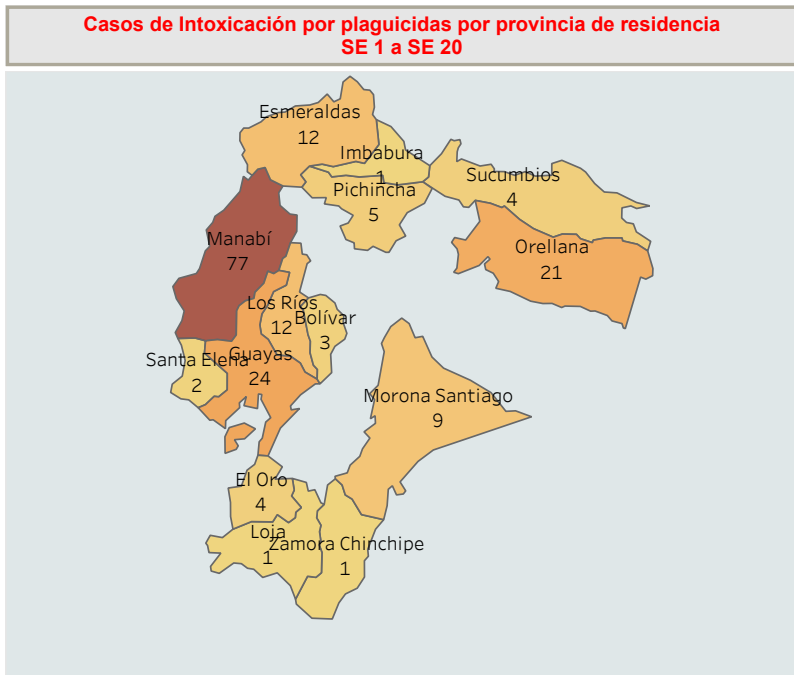 Casos de Intoxicación por plaguicidas por provincia de residencia
SE 1 a SE 20
Esmeraldas
12
Imbabura
1
Pichincha
5
Sucumbios
4
Manabí
77
Orellana
21
Los Ríos
12
Bolívar
3
Santa Elena
2
Guayas
24
Morona Santiago
9
El Oro
4
Loja
1
Zamora Chinchipe
1